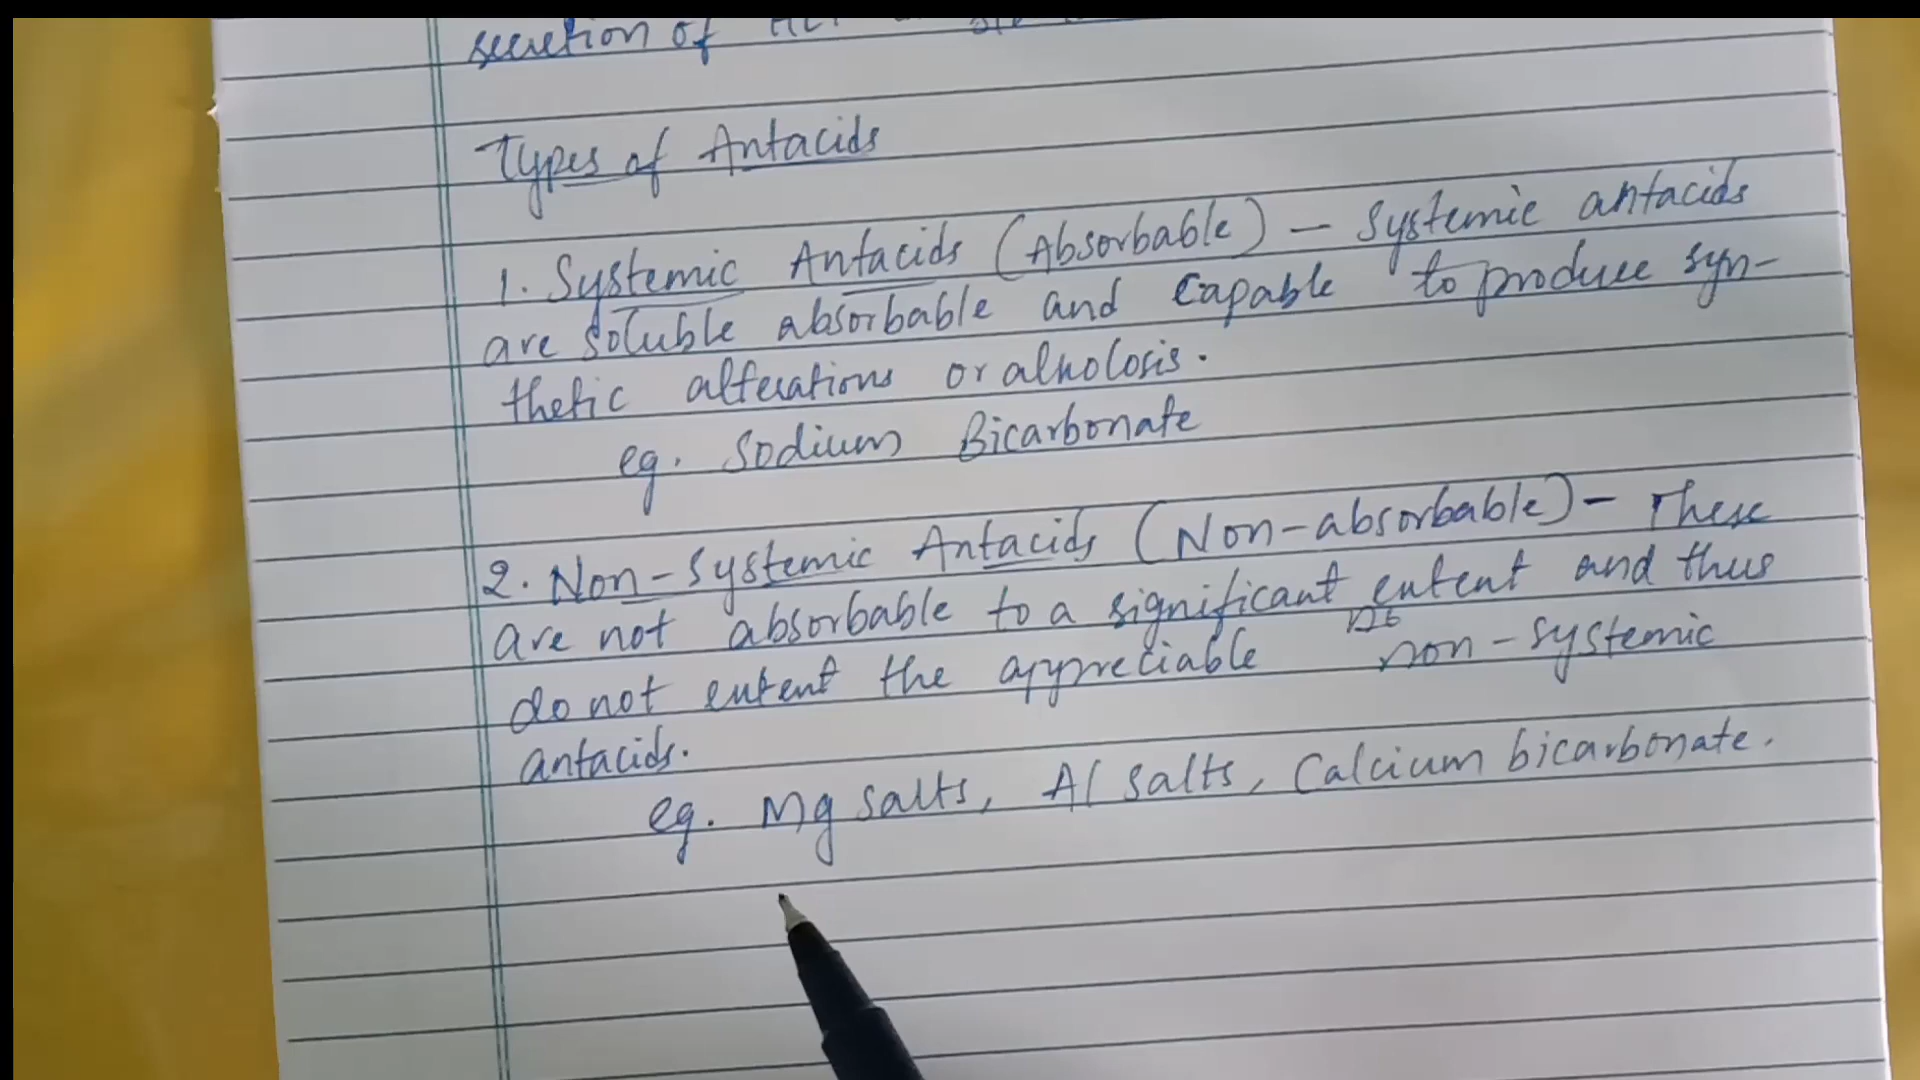 secretion of HCl
Types of Antacids
1. Systemic Antacids (Absorbable) - Systemic antacids
are soluble absorbable and capable to produce syn-
thetic alterations or alkolosis.
eg. Sodium Bicarbonate
2. Non-Systemic Antacids (Non-absorbable) - These
are not absorbable to a significant extent and thus
do not extent the appreciable non-systemic
antacids.
eg. Mg salts, Al salts, Calcium bicarbonate.